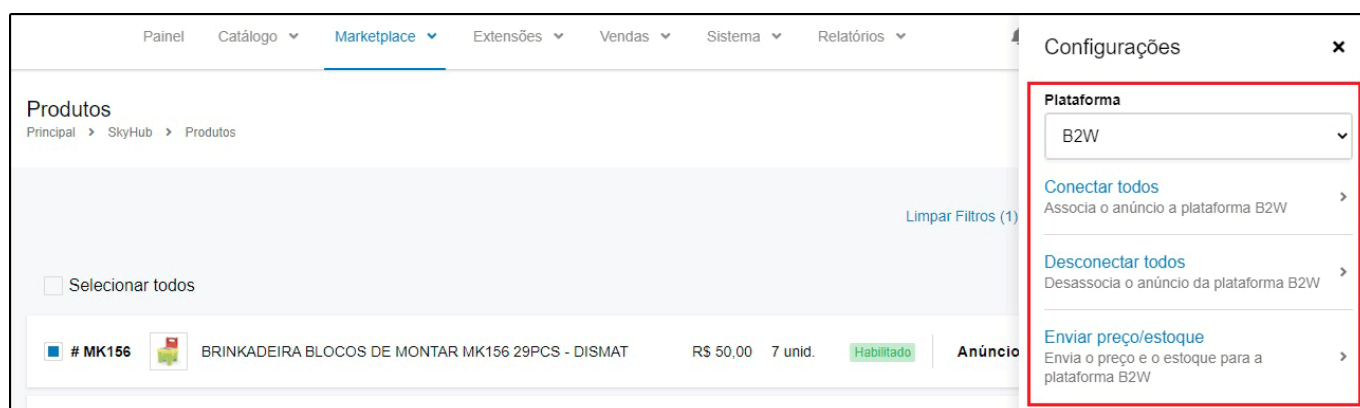 Painel Catálogo Marketplace Extensões Vendas Sistema Relatórios
Produtos
Principal > SkyHub > Produtos
Limpar Filtros (1)
Selecionar todos
# MK156 BRINKADEIRA BLOCOS DE MONTAR MK156 29PCS - DISMAT R$ 50,00 7 unid. Habilitado Anúncio
Configurações
Plataforma
B2W
Conectar todos
Associa o anúncio a plataforma B2W
Desconectar todos
Desassocia o anúncio da plataforma B2W
Enviar preço/estoque
Envia o preço e o estoque para a
plataforma B2W